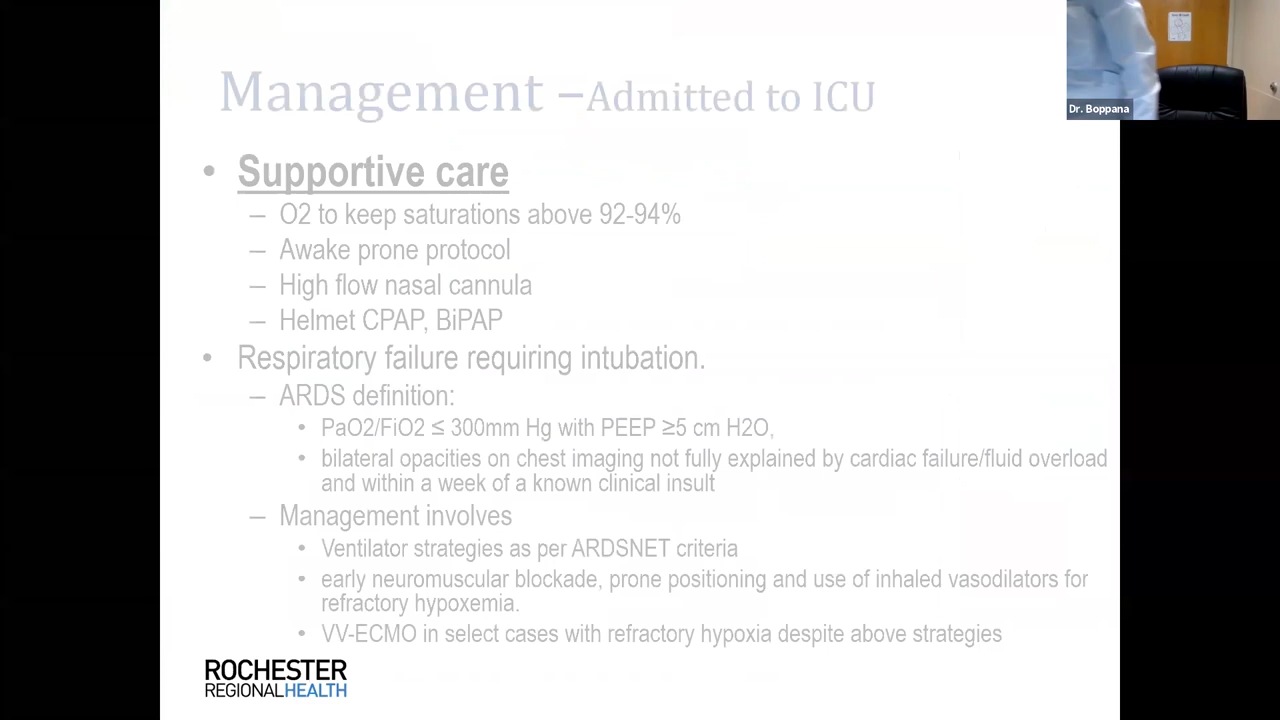 Management –Admitted to ICU
Dr. Boppana
• Supportive care
– O2 to keep saturations above 92-94%
– Awake prone protocol
– High flow nasal cannula
– Helmet CPAP, BiPAP
• Respiratory failure requiring intubation.
– ARDS definition:
• PaO2/FiO2 ≤ 300mm Hg with PEEP ≥5 cm H2O,
• bilateral opacities on chest imaging not fully explained by cardiac failure/fluid overload
and within a week of a known clinical insult
– Management involves
• Ventilator strategies as per ARDSNET criteria
• early neuromuscular blockade, prone positioning and use of inhaled vasodilators for
refractory hypoxemia.
• VV-ECMO in select cases with refractory hypoxia despite above strategies
ROCHESTER
REGIONALHEALTH